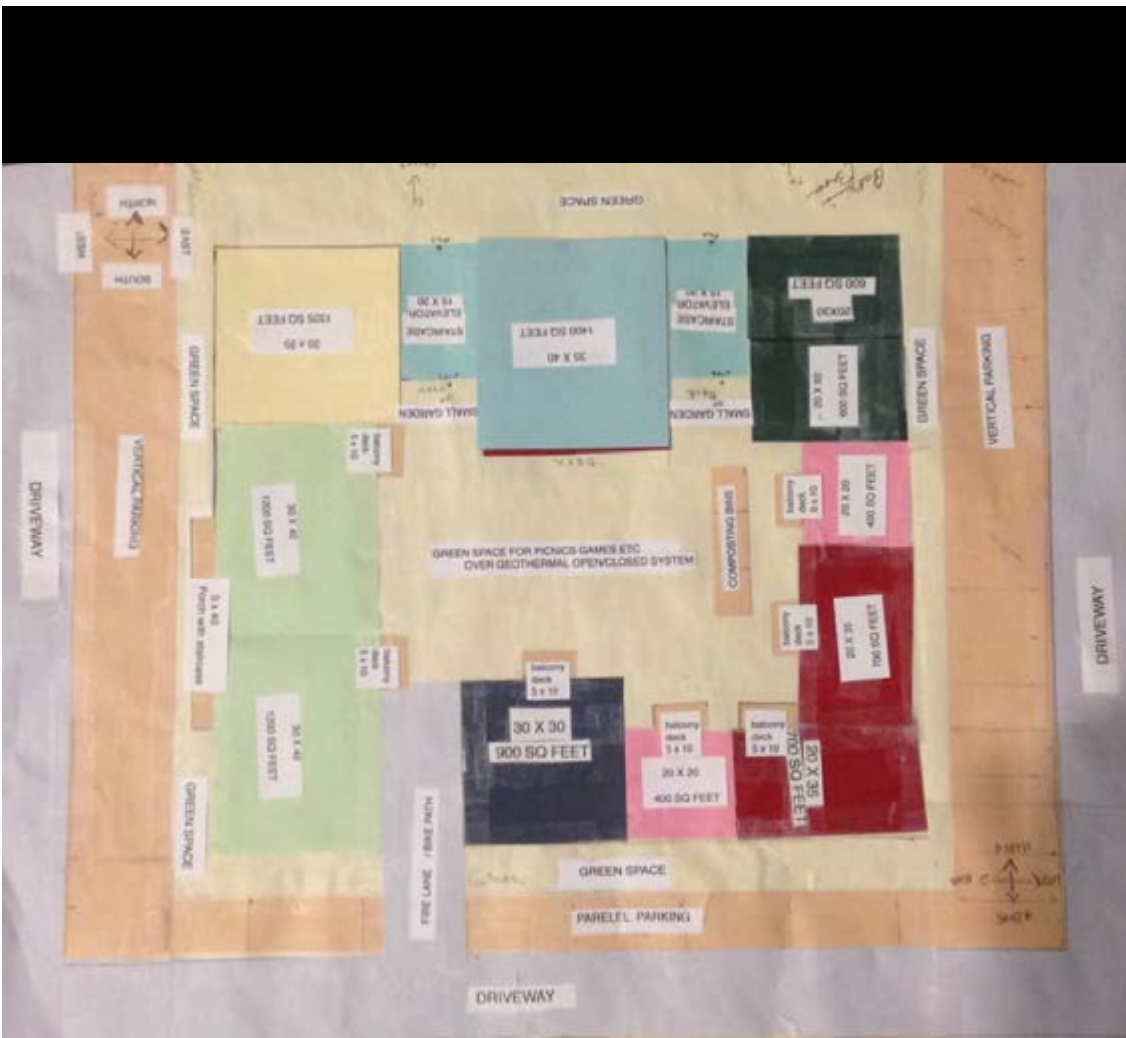 GREEN SPACE
NORTH
EAST
SOUTH
35 x 35
1325 SQ FEET
STAIRCASE
ELEVATOR
15 X 20
35 X 40
1400 SQ FEET
STAIRCASE
ELEVATOR
15 X 20
20X30
600 SQ FEET
20 X 30
600 SQ FEET
GREEN SPACE
VERTICAL PARKING
GREEN SPACE
VERTICAL PARKING
DRIVEWAY
SMALL GARDEN
SMALL GARDEN
DECK
balcony
deck
5 x 10
30 X 40
1200 SQ FEET
GREEN SPACE FOR PICNICS GAMES ETC
OVER GEOTHERMAL OPEN/CLOSED SYSTEM
COMPOSTING BINS
balcony
deck
5 x 10
20 X 20
400 SQ FEET
5 x 40
Porch with staircase
balcony
deck
5 x 10
20 X 35
700 SQ FEET
DRIVEWAY
balcony
deck
5 x 10
30 X 40
1200 SQ FEET
balcony
deck
5 x 10
30 X 30
900 SQ FEET
balcony
deck
5 x 10
20 X 20
400 SQ FEET
balcony
deck
5 x 10
20 X 35
700 SQ FEET
GREEN SPACE
FIRE LANE / BIKE PATH
GREEN SPACE
PARELEL PARKING
DRIVEWAY